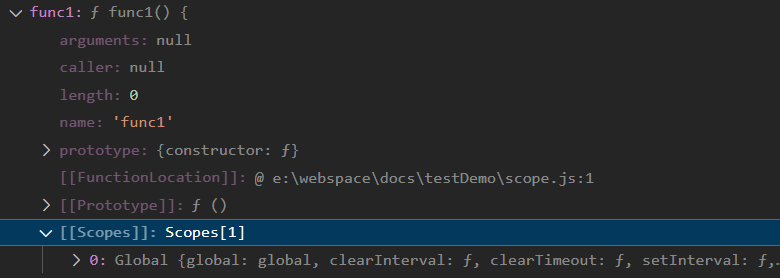 func1: ƒ func1() {
arguments: null
caller: null
length: 0
name: 'func1'
prototype: {constructor: ƒ}
[[FunctionLocation]]: @ e:\webspace\docs\testDemo\scope.js:1
[[Prototype]]: ƒ ()
[[Scopes]]: Scopes[1]
0: Global {global: global, clearInterval: ƒ, clearTimeout: ƒ, setInterval: ƒ,…